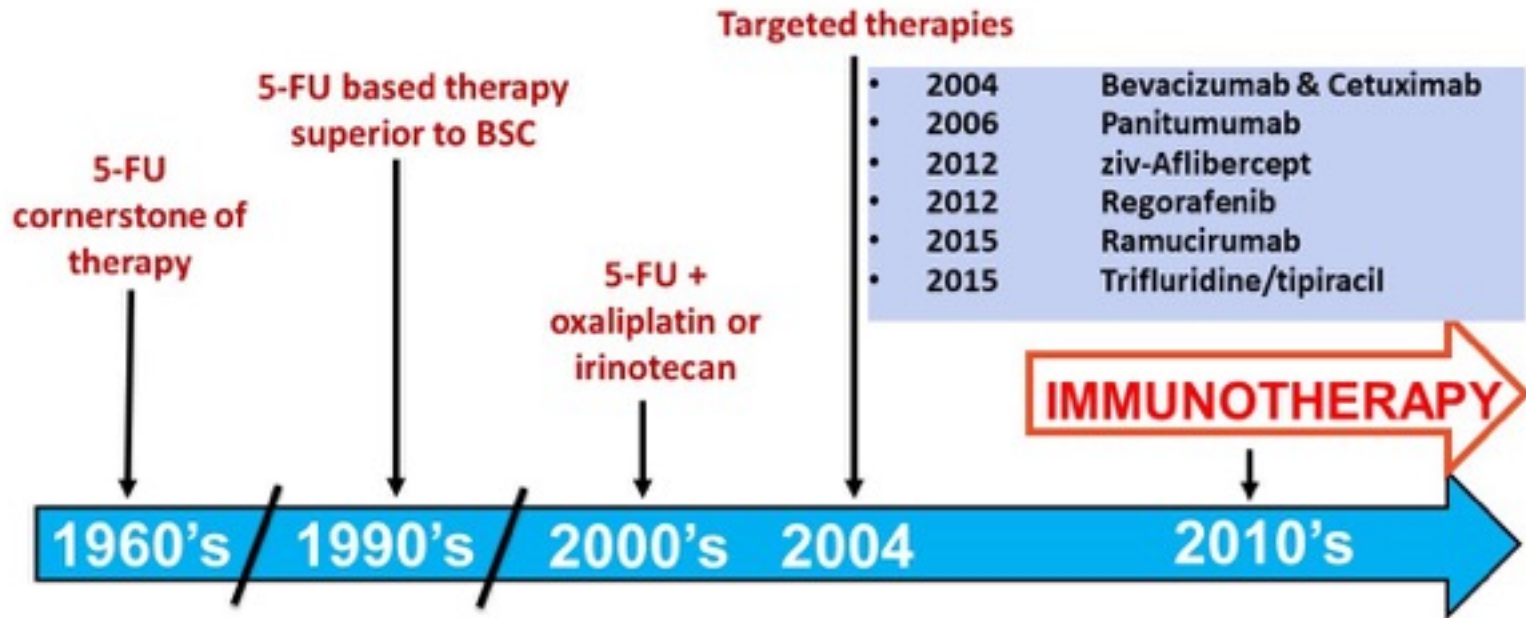 Targeted therapies
5-FU based therapy
superior to BSC
5-FU
cornerstone of
therapy
5-FU +
oxaliplatin or
irinotecan
• 2004 Bevacizumab & Cetuximab
• 2006 Panitumumab
• 2012 ziv-Aflibercept
• 2012 Regorafenib
• 2015 Ramucirumab
• 2015 Trifluridine/tipiracil
IMMUNOTHERAPY
1960's 1990's 2000's 2004 2010's